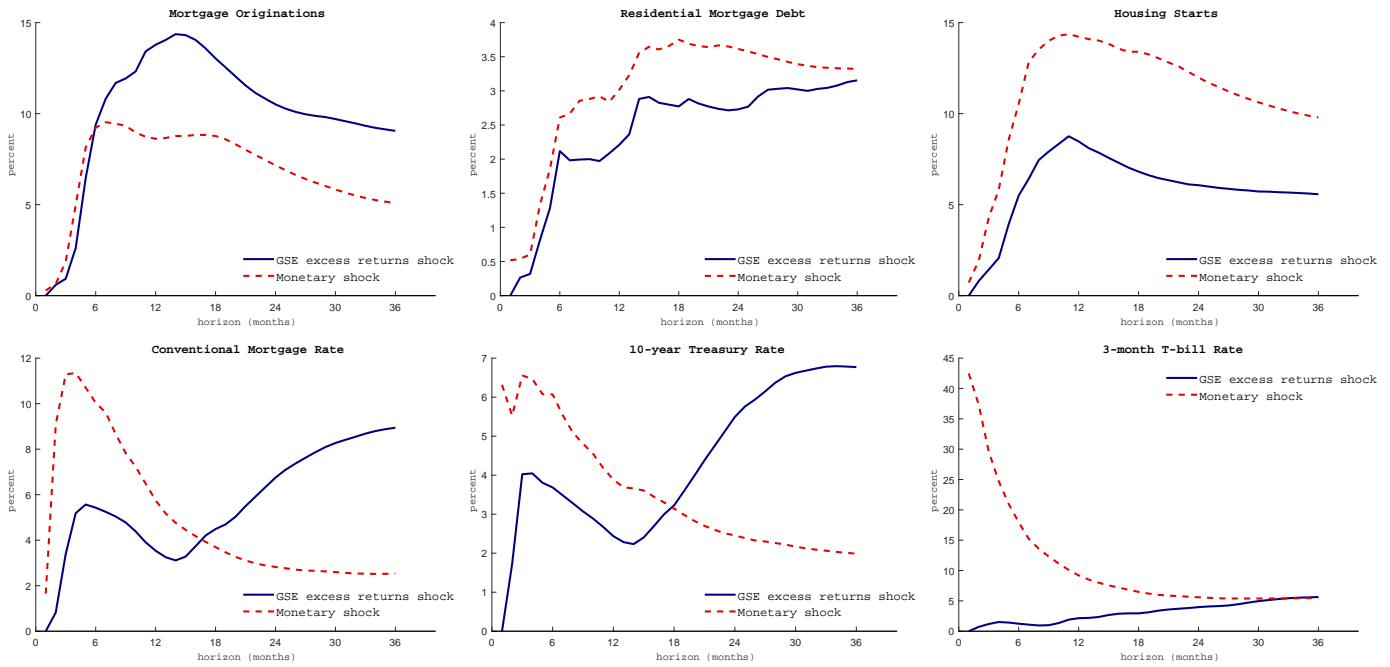 Mortgage Originations
15
10
5
0
percent
0 6 12 18 24 30 36
horizon (months)
GSE excess returns shock
Monetary shock
Residential Mortgage Debt
4
3.5
3
2.5
2
1.5
1
0.5
0
percent
0 6 12 18 24 30 36
horizon (months)
GSE excess returns shock
Monetary shock
Housing Starts
15
10
5
0
percent
0 6 12 18 24 30 36
horizon (months)
GSE excess returns shock
Monetary shock
Conventional Mortgage Rate
12
10
8
6
4
2
0
percent
0 6 12 18 24 30 36
horizon (months)
GSE excess returns shock
Monetary shock
10-year Treasury Rate
7
6
5
4
3
2
1
0
percent
0 6 12 18 24 30 36
horizon (months)
GSE excess returns shock
Monetary shock
3-month T-bill Rate
45
40
35
30
25
20
15
10
5
0
percent
0 6 12 18 24 30 36
horizon (months)
GSE excess returns shock
Monetary shock